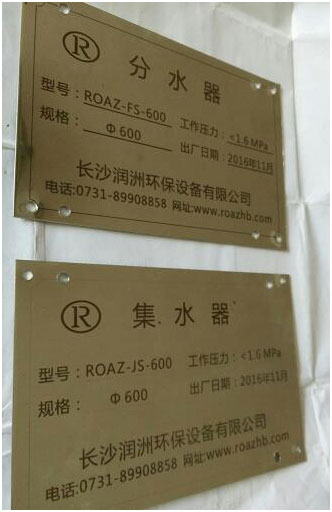 R 分水器
型号: ROAZ-FS-600 工作压力: <1.6 MPa
规格: Φ600 出厂日期: 2016年11月
长沙润洲环保设备有限公司
电话:0731-89908858 网址:www.roazhb.com
R 集水器
型号: ROAZ-JS-600 工作压力: <1.6 MPa
规格: Φ600 出厂日期: 2016年11月
长沙润洲环保设备有限公司
电话:0731-89908858 网址:www.roazhb.com